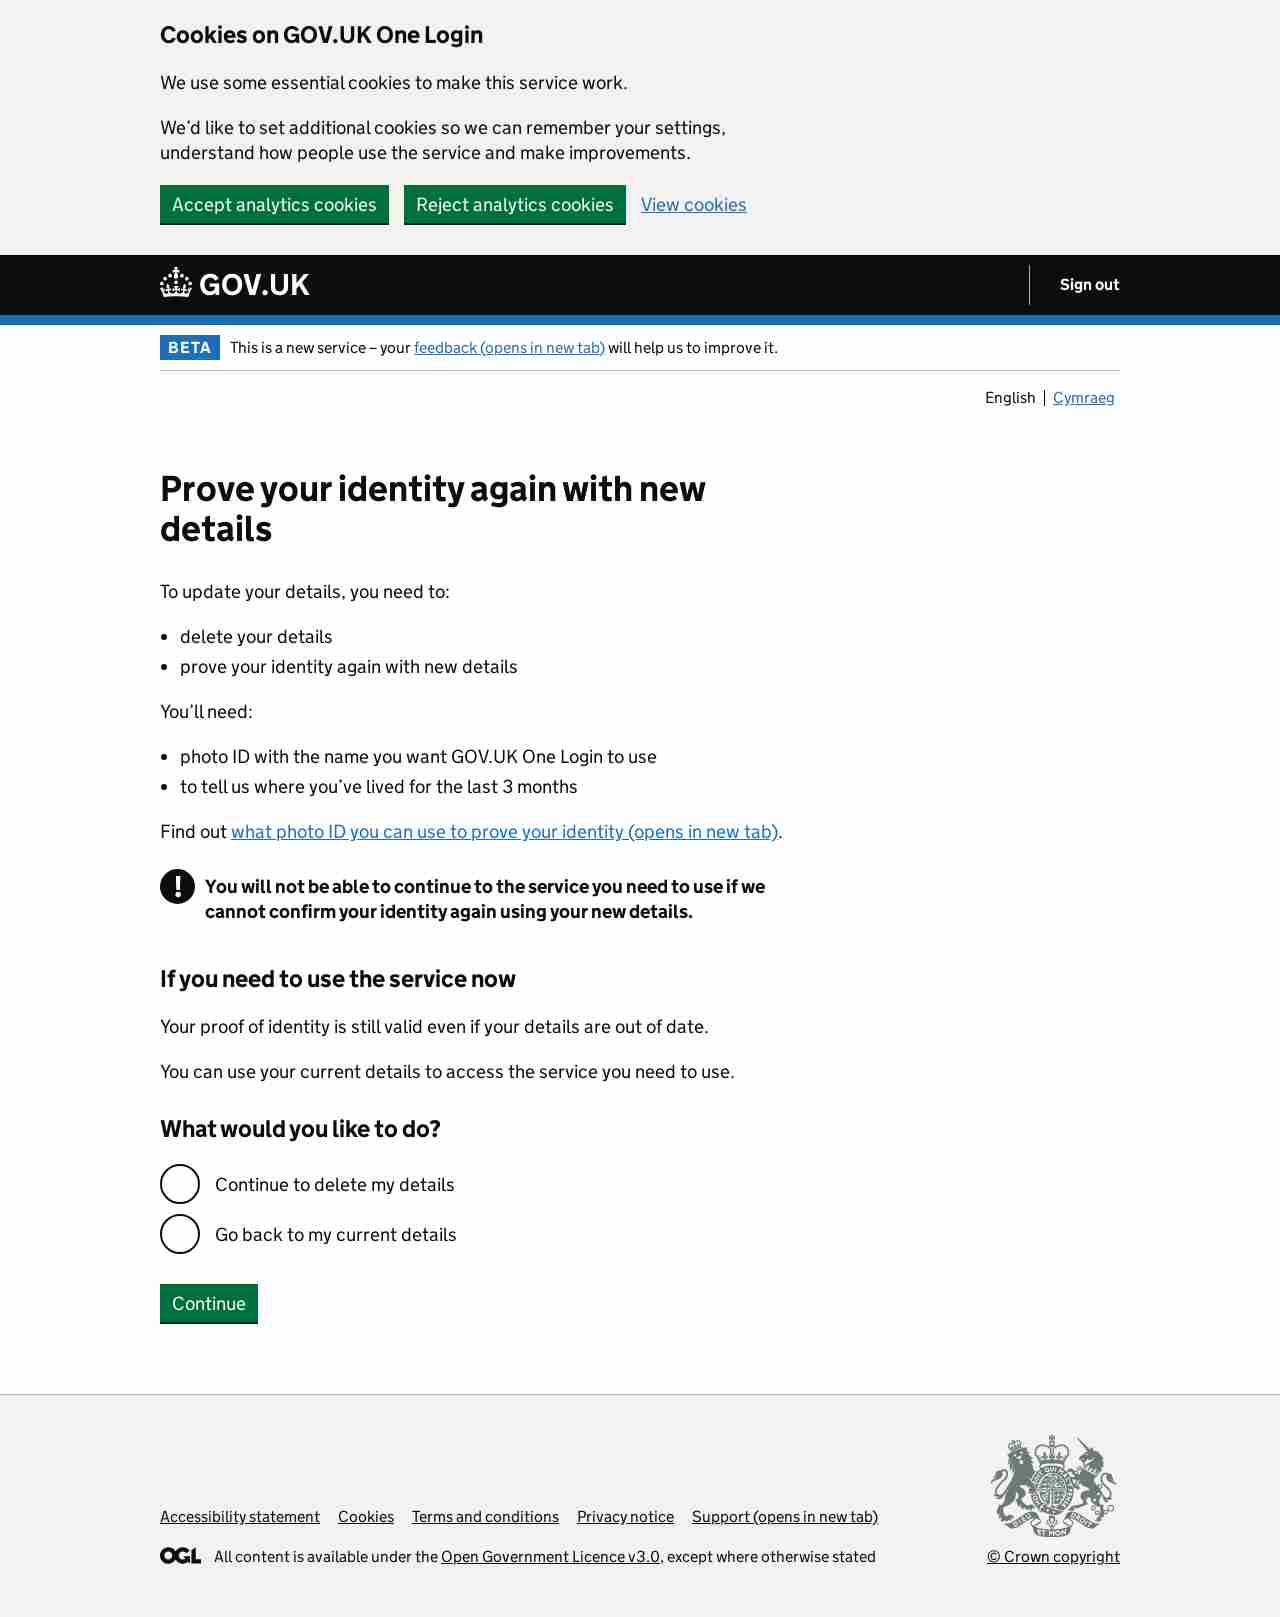 Cookies on GOV.UK One Login
We use some essential cookies to make this service work.
We’d like to set additional cookies so we can remember your settings,
understand how people use the service and make improvements.
Accept analytics cookies Reject analytics cookies View cookies
GOV.UK Sign out
BETA This is a new service – your feedback (opens in new tab) will help us to improve it.
English Cymraeg
Prove your identity again with new
details
To update your details, you need to:
• delete your details
• prove your identity again with new details
You’ll need:
• photo ID with the name you want GOV.UK One Login to use
• to tell us where you’ve lived for the last 3 months
Find out what photo ID you can use to prove your identity (opens in new tab).
! You will not be able to continue to the service you need to use if we
cannot confirm your identity again using your new details.
If you need to use the service now
Your proof of identity is still valid even if your details are out of date.
You can use your current details to access the service you need to use.
What would you like to do?
Continue to delete my details
Go back to my current details
Continue
Accessibility statement Cookies Terms and conditions Privacy notice Support (opens in new tab)
OGL All content is available under the Open Government Licence v3.0, except where otherwise stated
© Crown copyright